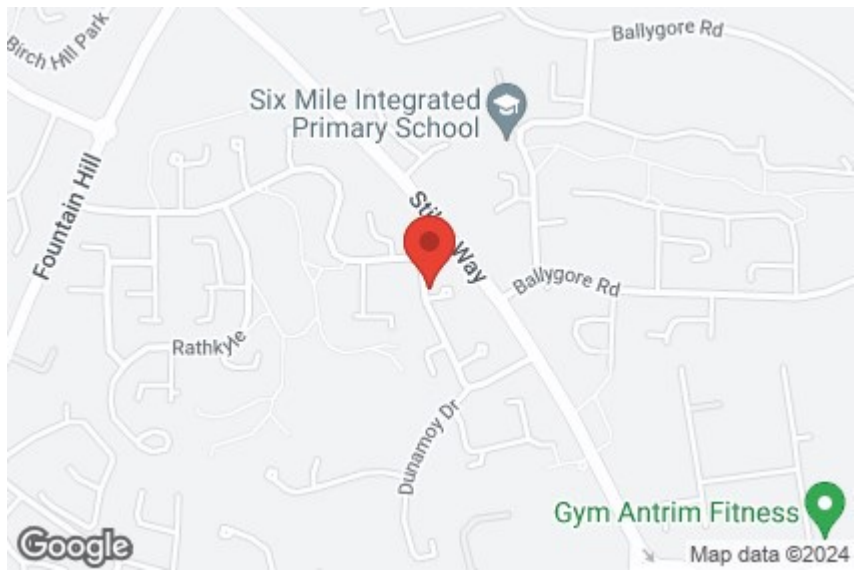 Birch Hill Park
Ballygore Rd
Six Mile Integrated
Primary School
Fountain Hill
Way
Ballygore Rd
Rathkyle
Dunamoy Dr
Gym Antrim Fitness
Google
Map data ©2024